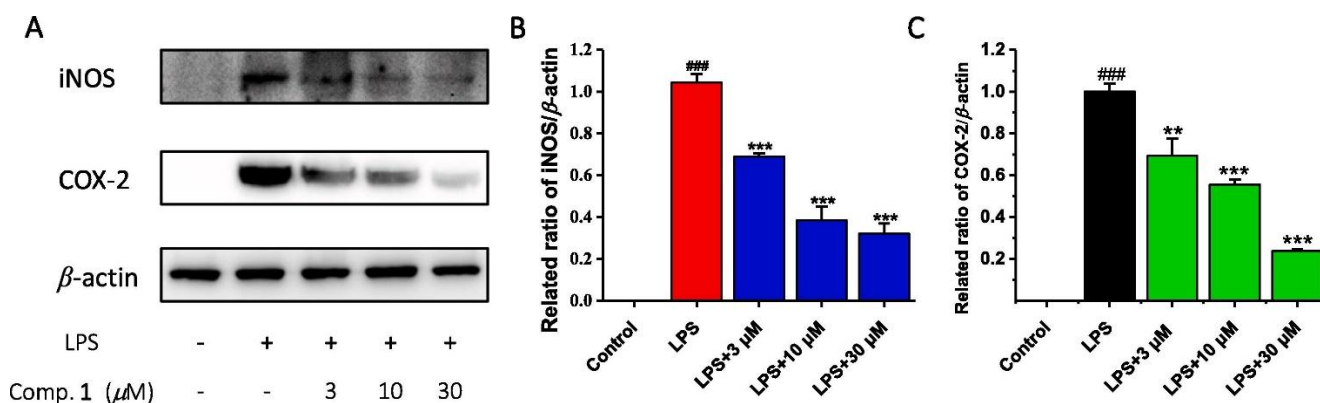 A
iNOS
COX-2
β-actin
LPS - + + + +
Comp. 1 (μM) - - 3 10 30
B
Related ratio of iNOS/β-actin
1.2
1.0
0.8
0.6
0.4
0.2
0.0
###
***
***
***
Control
LPS
LPS+3 μM
LPS+10 μM
LPS+30 μM
C
Related ratio of COX-2/β-actin
1.2
1.0
0.8
0.6
0.4
0.2
###
**
***
***
Control
LPS
LPS+3 μM
LPS+10 μM
LPS+30 μM